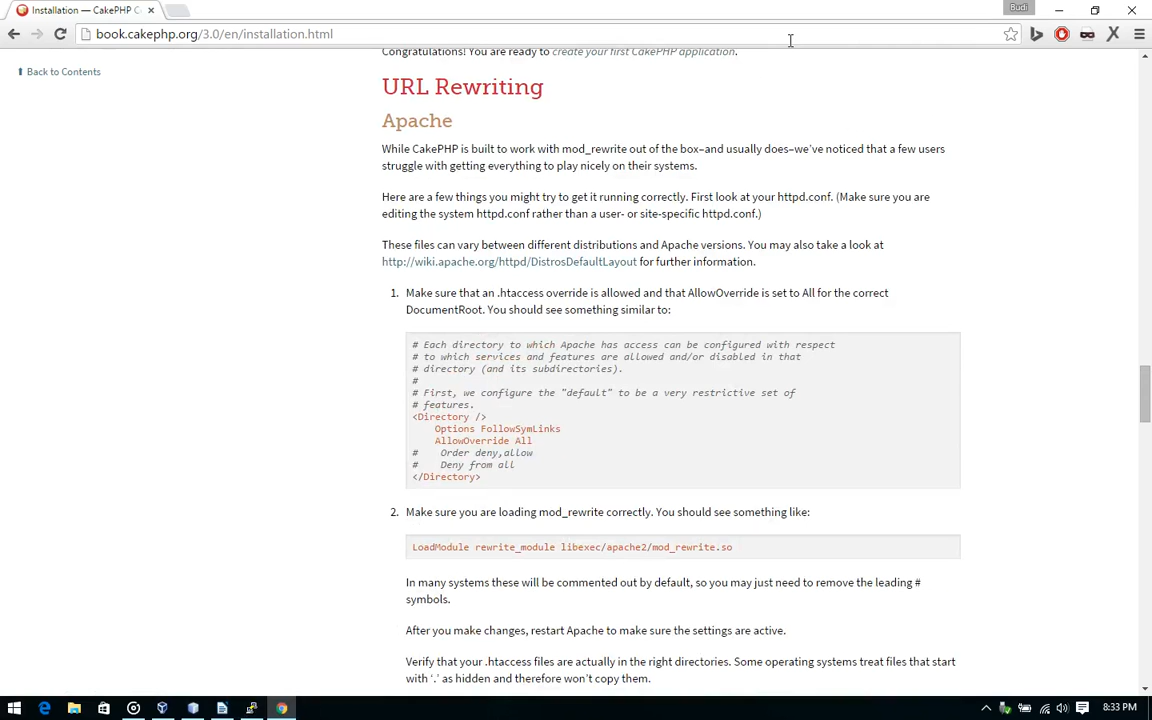 Installation — CakePHP C
Budi
book.cakephp.org/3.0/en/installation.html
Congratulations! You are ready to create your first CakePHP application.
Back to Contents
URL Rewriting
Apache
While CakePHP is built to work with mod_rewrite out of the box–and usually does–we've noticed that a few users
struggle with getting everything to play nicely on their systems.
Here are a few things you might try to get it running correctly. First look at your httpd.conf. (Make sure you are
editing the system httpd.conf rather than a user- or site-specific httpd.conf.)
These files can vary between different distributions and Apache versions. You may also take a look at
http://wiki.apache.org/httpd/DistrosDefaultLayout for further information.
1. Make sure that an .htaccess override is allowed and that AllowOverride is set to All for the correct
DocumentRoot. You should see something similar to:
# Each directory to which Apache has access can be configured with respect
# to which services and features are allowed and/or disabled in that
# directory (and its subdirectories).
#
# First, we configure the "default" to be a very restrictive set of
# features.
<Directory />
Options FollowSymLinks
AllowOverride All
# Order deny,allow
# Deny from all
</Directory>
2. Make sure you are loading mod_rewrite correctly. You should see something like:
LoadModule rewrite_module libexec/apache2/mod_rewrite.so
In many systems these will be commented out by default, so you may just need to remove the leading #
symbols.
After you make changes, restart Apache to make sure the settings are active.
Verify that your .htaccess files are actually in the right directories. Some operating systems treat files that start
with '.' as hidden and therefore won't copy them.
8:33 PM